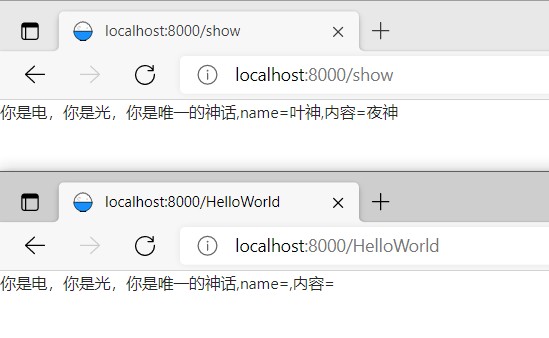 localhost:8000/show
localhost:8000/show
你是电，你是光，你是唯一的神话,name=叶神,内容=夜神
localhost:8000/HelloWorld
localhost:8000/HelloWorld
你是电，你是光，你是唯一的神话,name=,内容=